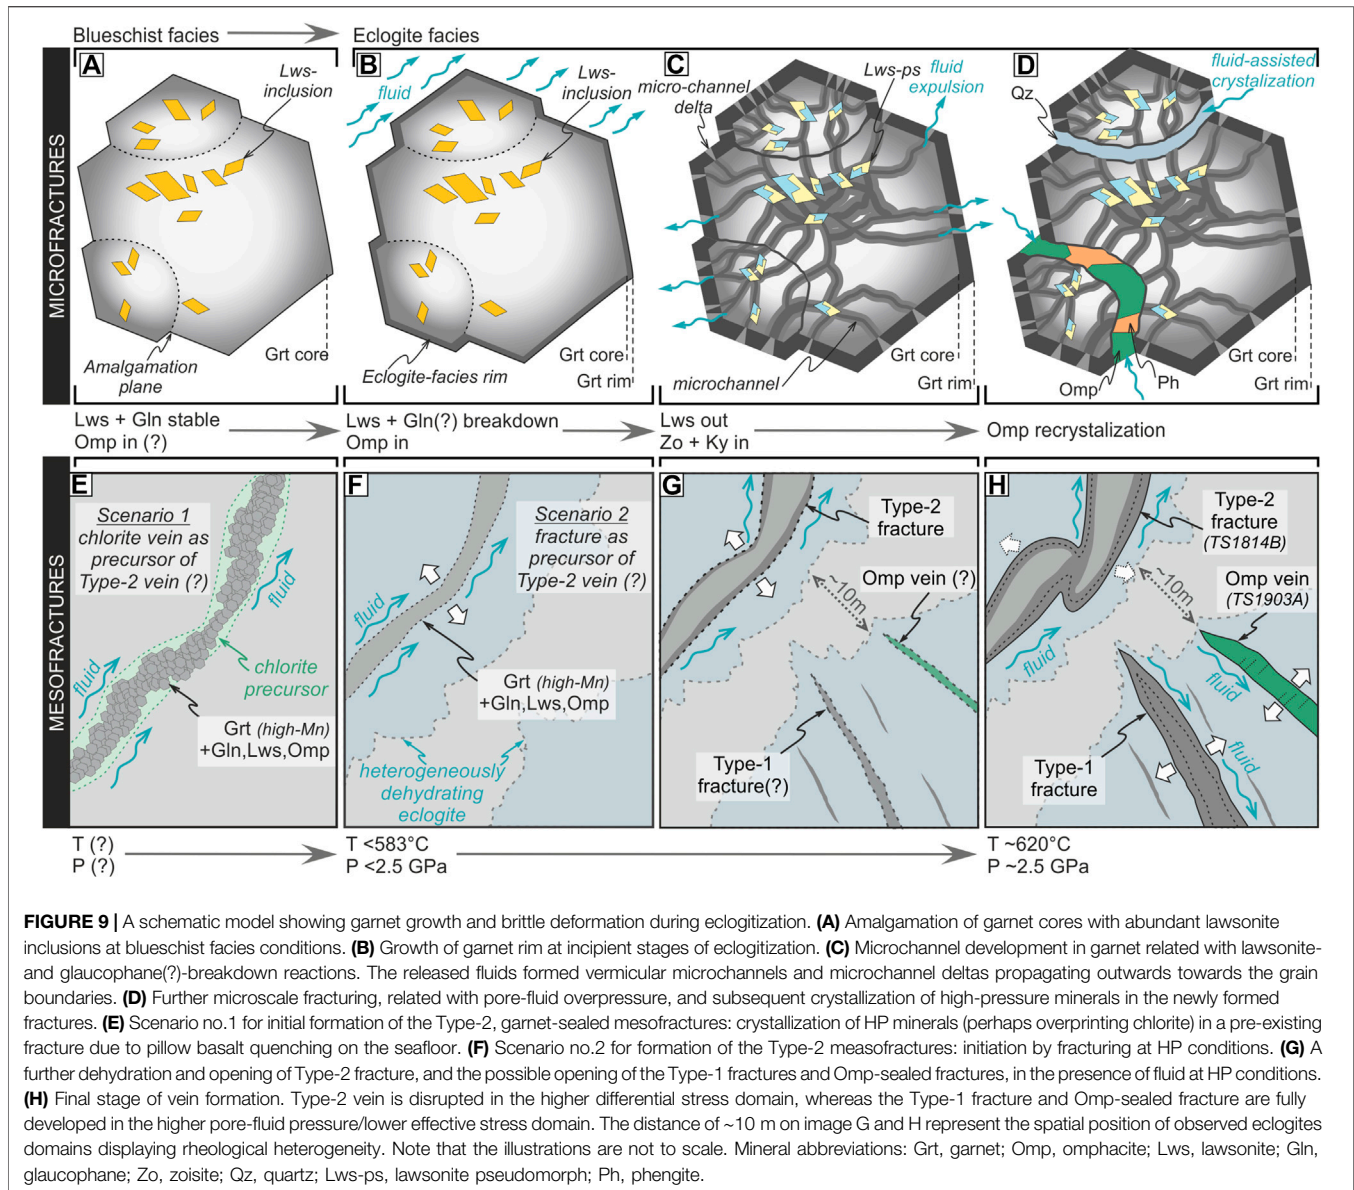 Blueschist facies
Eclogite facies
MICROFRACTURES
A
Lws-
inclusion
Amalgamation
plane
Grt core
B
fluid
Lws-
inclusion
Eclogite-facies rim
Grt core
Grt rim
C
micro-channel
delta
Lws-ps
fluid
expulsion
microchannel
D
Qz
fluid-assisted
crystalization
Omp
Ph
Grt core
Grt rim
Lws + Gln stable
Omp in (?)
Lws + Gln(?) breakdown
Omp in
Lws out
Zo + Ky in
Omp recrystalization
MESOFRACTURES
E
Scenario 1
chlorite vein as
precursor of
Type-2 vein (?)
fluid
fluid
chlorite
precursor
Grt (high-Mn)
+Gln,Lws,Omp
F
Scenario 2
fracture as
precursor of
Type-2 vein (?)
fluid
Grt (high-Mn)
+Gln,Lws,Omp
heterogeneously
dehydrating
eclogite
G
Type-2
fracture
Omp vein (?)
~10m
Type-1
fracture(?)
H
Type-2
fracture
(TS1814B)
~10m
Omp vein
(TS1903A)
fluid
fluid
fluid
Type-1
fracture
T (?)
P (?)
T <583°C
P <2.5 GPa
T ~620°C
P ~2.5 GPa
FIGURE 9 | A schematic model showing garnet growth and brittle deformation during eclogitization. (A) Amalgamation of garnet cores with abundant lawsonite
inclusions at blueschist facies conditions. (B) Growth of garnet rim at incipient stages of eclogitization. (C) Microchannel development in garnet related with lawsonite-
and glaucophane(?)-breakdown reactions. The released fluids formed vermicular microchannels and microchannel deltas propagating outwards towards the grain
boundaries. (D) Further microscale fracturing, related with pore-fluid overpressure, and subsequent crystallization of high-pressure minerals in the newly formed
fractures. (E) Scenario no.1 for initial formation of the Type-2, garnet-sealed mesofractures: crystallization of HP minerals (perhaps overprinting chlorite) in a pre-existing
fracture due to pillow basalt quenching on the seafloor. (F) Scenario no.2 for formation of the Type-2 measofractures: initiation by fracturing at HP conditions. (G) A
further dehydration and opening of Type-2 fracture, and the possible opening of the Type-1 fractures and Omp-sealed fractures, in the presence of fluid at HP conditions.
(H) Final stage of vein formation. Type-2 vein is disrupted in the higher differential stress domain, whereas the Type-1 fracture and Omp-sealed fracture are fully
developed in the higher pore-fluid pressure/lower effective stress domain. The distance of ~10 m on image G and H represent the spatial position of observed eclogites
domains displaying rheological heterogeneity. Note that the illustrations are not to scale. Mineral abbreviations: Grt, garnet; Omp, omphacite; Lws, lawsonite; Gln,
glaucophane; Zo, zoisite; Qz, quartz; Lws-ps, lawsonite pseudomorph; Ph, phengite.